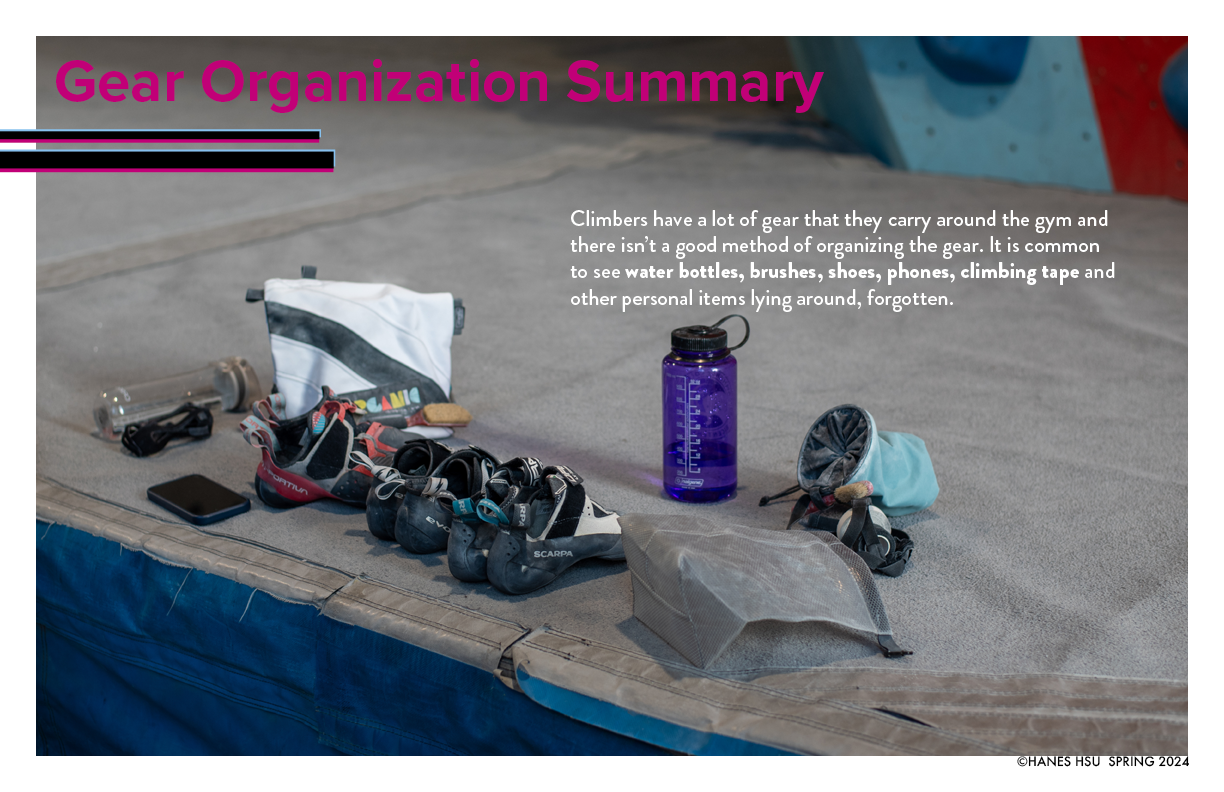 Gear Organization Summary
Climbers have a lot of gear that they carry around the gym and
there isn’t a good method of organizing the gear. It is common
to see water bottles, brushes, shoes, phones, climbing tape and
other personal items lying around, forgotten.
ORGANIC
SPORTIVA
EVO
SCARPA
©HANES HSU SPRING 2024